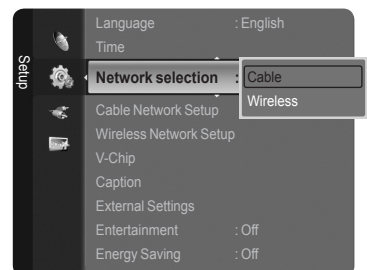 Setup
Language : English
Time
Network selection : Cable
Wireless
Cable Network Setup
Wireless Network Setup
V-Chip
Caption
External Settings
Entertainment : Off
Energy Saving : Off